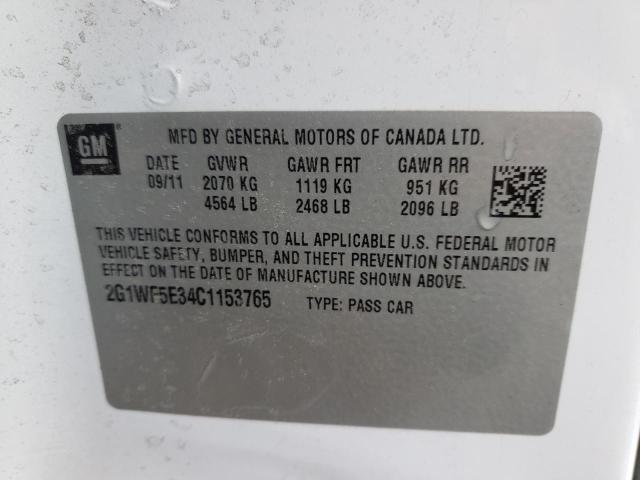 GM
MFD BY GENERAL MOTORS OF CANADA LTD.
DATE GVWR GAWR FRT GAWR RR
09/11 2070 KG 1119 KG 951 KG
4564 LB 2468 LB 2096 LB
THIS VEHICLE CONFORMS TO ALL APPLICABLE U.S. FEDERAL MOTOR
VEHICLE SAFETY, BUMPER, AND THEFT PREVENTION STANDARDS IN
EFFECT ON THE DATE OF MANUFACTURE SHOWN ABOVE.
2G1WF5E34C1153765 TYPE: PASS CAR